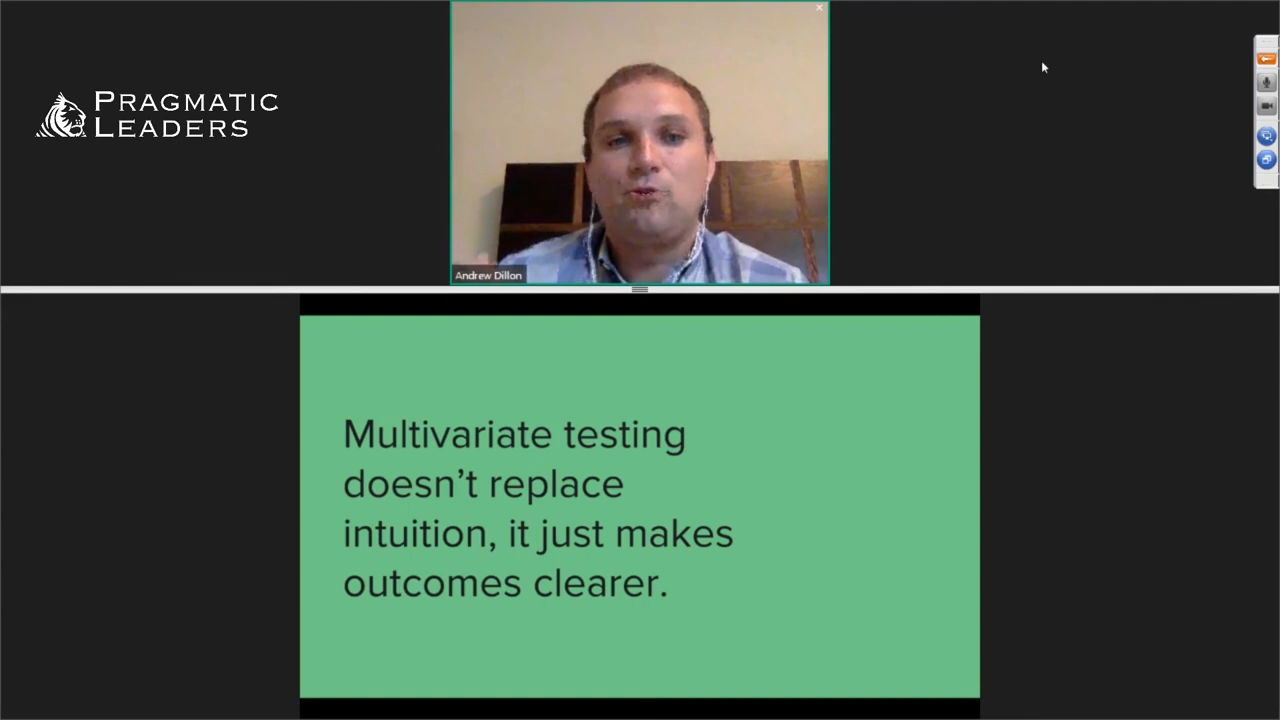 PRAGMATIC
LEADERS
Andrew Dillon
Multivariate testing
doesn’t replace
intuition, it just makes
outcomes clearer.